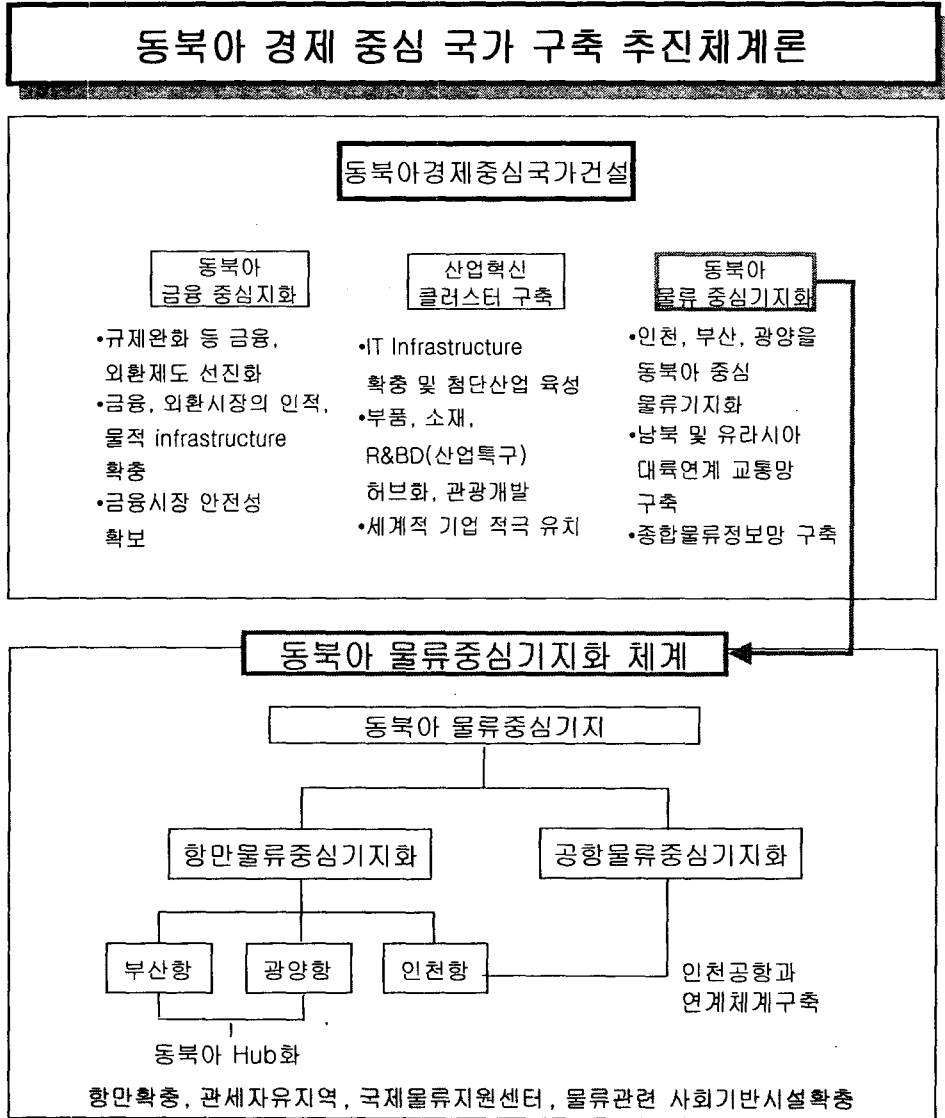 동북아 경제 중심 국가 구축 추진체계론
동북아경제중심국가건설
동북아
금융 중심지화
•규제완화 등 금융,
외환제도 선진화
•금융, 외환시장의 인적,
물적 infrastructure
확충
•금융시장 안전성
확보
산업혁신
클러스터 구축
•IT Infrastructure
확충 및 첨단산업 육성
•부품, 소재,
R&BD(산업특구)
허브화, 관광개발
•세계적 기업 적극 유치
동북아
물류 중심기지화
•인천, 부산, 광양을
동북아 중심
물류기지화
•남북 및 유라시아
대륙연계 교통망
구축
•종합물류정보망 구축
동북아 물류중심기지화 체계
동북아 물류중심기지
항만물류중심기지화
공항물류중심기지화
부산항
광양항
인천항
인천공항과
연계체계구축
동북아 Hub화
항만확충, 관세자유지역, 국제물류지원센터, 물류관련 사회기반시설확충